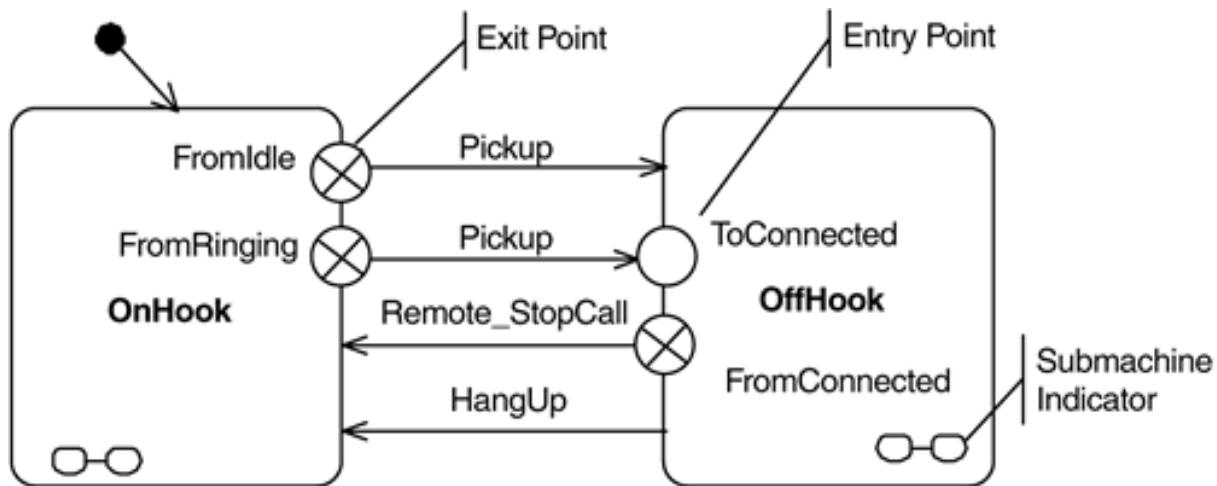 Exit Point
Entry Point
FromIdle
Pickup
FromRinging
Pickup
ToConnected
OnHook
Remote_StopCall
OffHook
FromConnected
HangUp
Submachine
Indicator